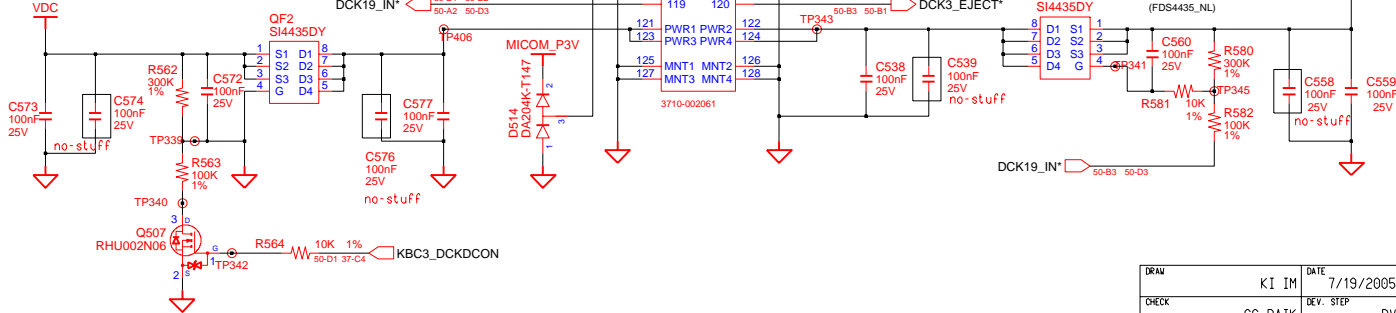 VDC
DCK19_IN*
50-A2 50-D3
119
120
50-B3 50-B1
DCK3_EJECT*
SI4435DY
(FDS4435_NL)
QF2
SI4435DY
1 S1 D1 8
2 S2 D2 7
3 S3 D3 6
4 G D4 5
TP406
121 PWR1 PWR2 122
123 PWR3 PWR4 124
125 MNT1 MNT2 126
127 MNT3 MNT4 128
3710-002061
TP343
8 D1 S1 1
7 D2 S2 2
6 D3 S3 3
5 D4 G 4
TP341
C560
100nF
25V
R580
300K
1%
TP345
R581 10K
1%
R582
100K
1%
C558
100nF
25V
no-stuff
C559
100nF
25V
C573
100nF
25V
C574
100nF
25V
no-stuff
R562
300K
1%
C572
100nF
25V
TP339
R563
100K
1%
TP340
C576
100nF
25V
no-stuff
C577
100nF
25V
MICOM_P3V
D514
DA204K-T147
2
3
1
C538
100nF
25V
C539
100nF
25V
no-stuff
DCK19_IN*
50-B3 50-D3
3 D
Q507
RHU002N06
G
1
2 S
TP342
R564 10K 1%
50-D1 37-C4
KBC3_DCKDCON
DRAW
KI IM
DATE
7/19/2005
CHECK
DEV. STEP